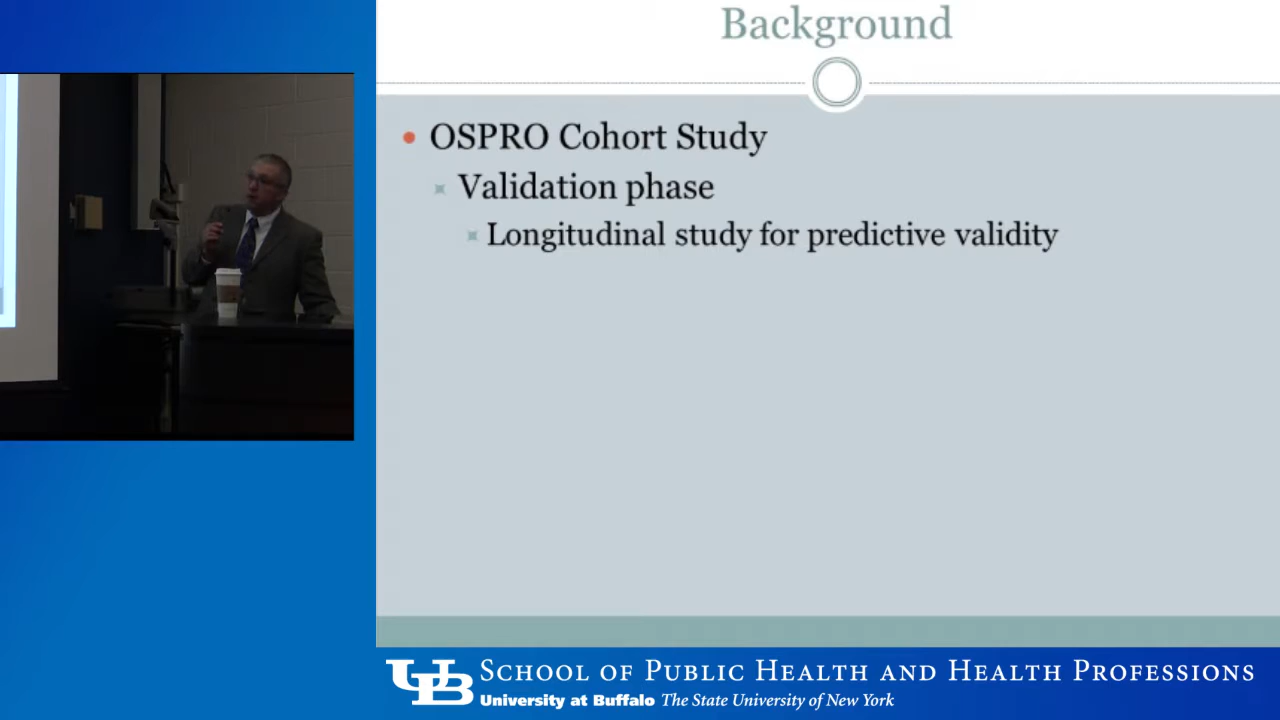 Background
OSPRO Cohort Study
Validation phase
Longitudinal study for predictive validity
UB School of Public Health and Health Professions
University at Buffalo The State University of New York